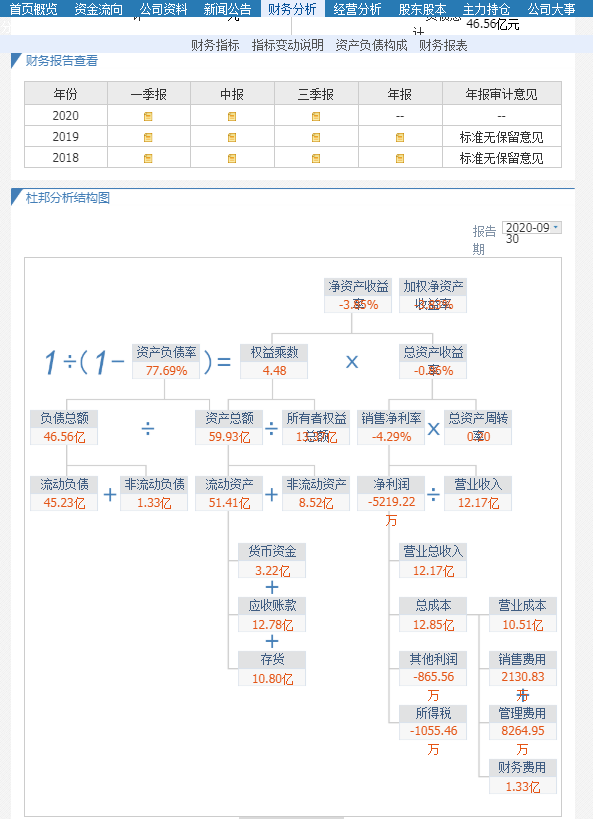 首页概览 资金流向 公司资料 新闻公告 财务分析 经营分析 股东股本 主力持仓 公司大事
46.56亿元
财务指标 指标变动说明 资产负债构成 财务报表
财务报告查看
年份 一季报 中报 三季报 年报 年报审计意见
2020 -- --
2019 标准无保留意见
2018 标准无保留意见
杜邦分析结构图
报告期 2020-09-30
净资产收益率 加权净资产收益率
1÷(1- 资产负债率 )= 权益乘数 x 总资产收益率
77.69% 4.48
负债总额 ÷ 资产总额 ÷ 所有者权益总额 销售净利率 x 总资产周转率
46.56亿 59.93亿 -4.29%
流动负债 + 非流动负债 流动资产 + 非流动资产 净利润 ÷ 营业收入
45.23亿 1.33亿 51.41亿 8.52亿 -5219.22万 12.17亿
货币资金 营业总收入
3.22亿 12.17亿
+
应收账款 总成本 营业成本
12.78亿 12.85亿 10.51亿
+
存货 其他利润 销售费用
10.80亿 -865.56万 2130.83万
+
所得税 管理费用
-1055.46万 8264.95万
财务费用
1.33亿